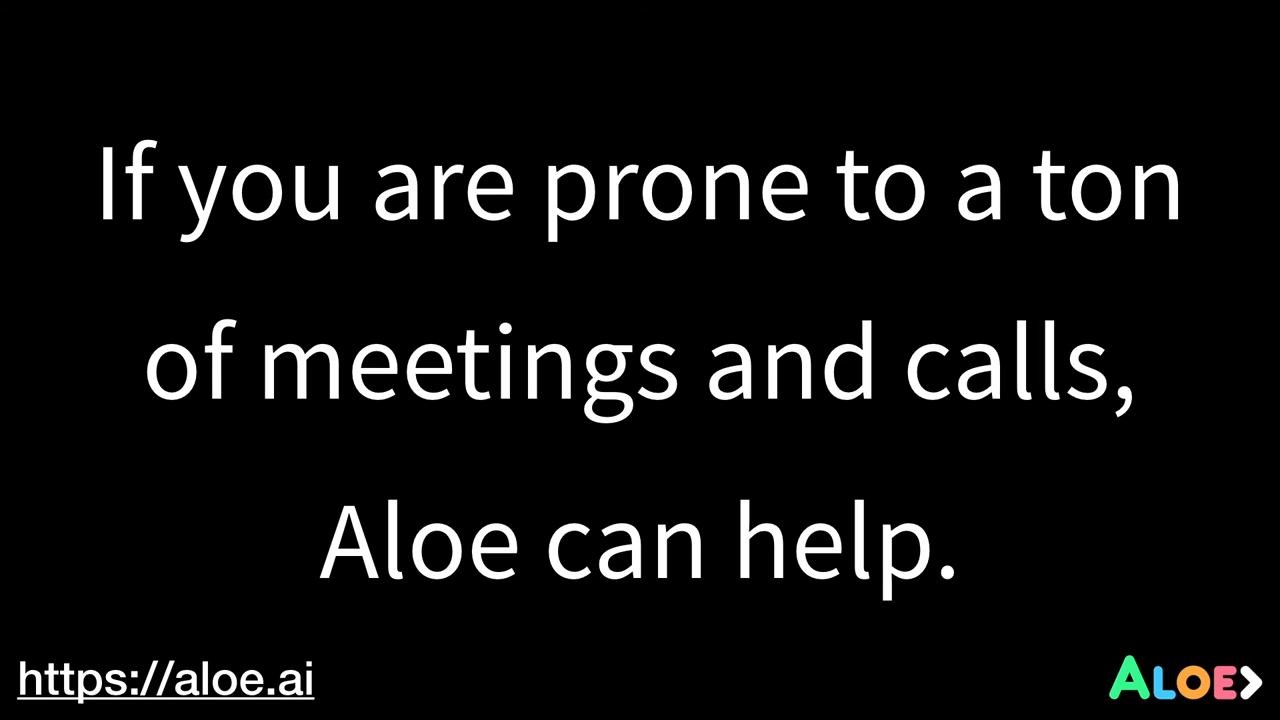 If you are prone to a ton
of meetings and calls,
Aloe can help.
https://aloe.ai
ALOE